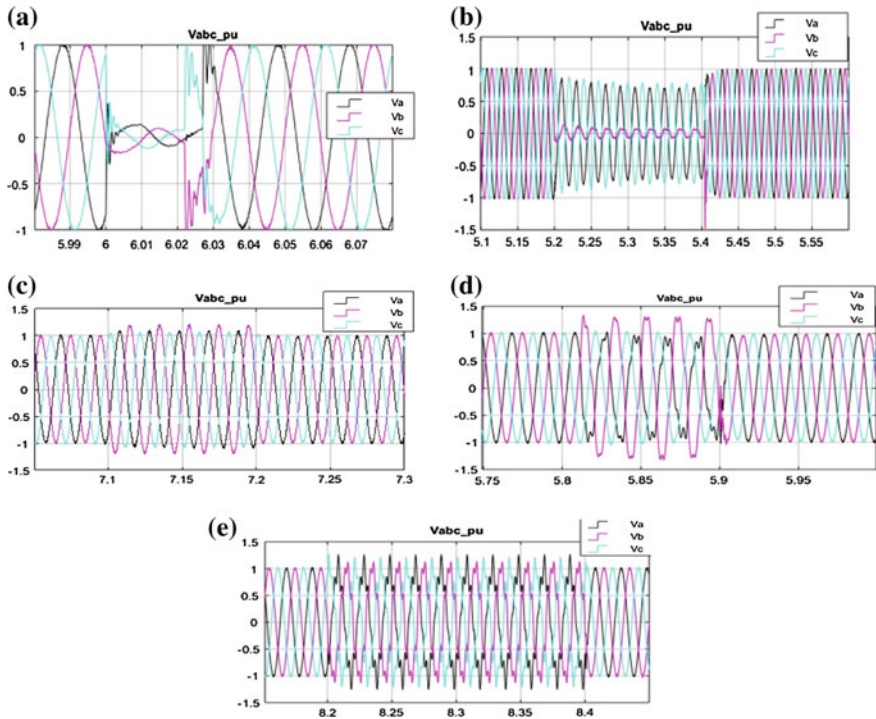 (a)
Vabc_pu
1
0.5
0
-0.5
-1
Va
Vb
Vc
5.99 6 6.01 6.02 6.03 6.04 6.05 6.06 6.07
(b)
Vabc_pu
Va
Vb
Vc
1.5
1
0.5
0
-0.5
-1
-1.5
5.1 5.15 5.2 5.25 5.3 5.35 5.4 5.45 5.5 5.55
(c)
Vabc_pu
Va
Vb
Vc
1.5
1
0.5
0
-0.5
-1
-1.5
7.1 7.15 7.2 7.25 7.3
(d)
Vabc_pu
Va
Vb
Vc
1.5
1
0.5
0
-0.5
-1
-1.5
5.75 5.8 5.85 5.9 5.95
(e)
Vabc_pu
Va
Vb
Vc
1.5
1
0.5
0
-0.5
-1
-1.5
8.2 8.25 8.3 8.35 8.4